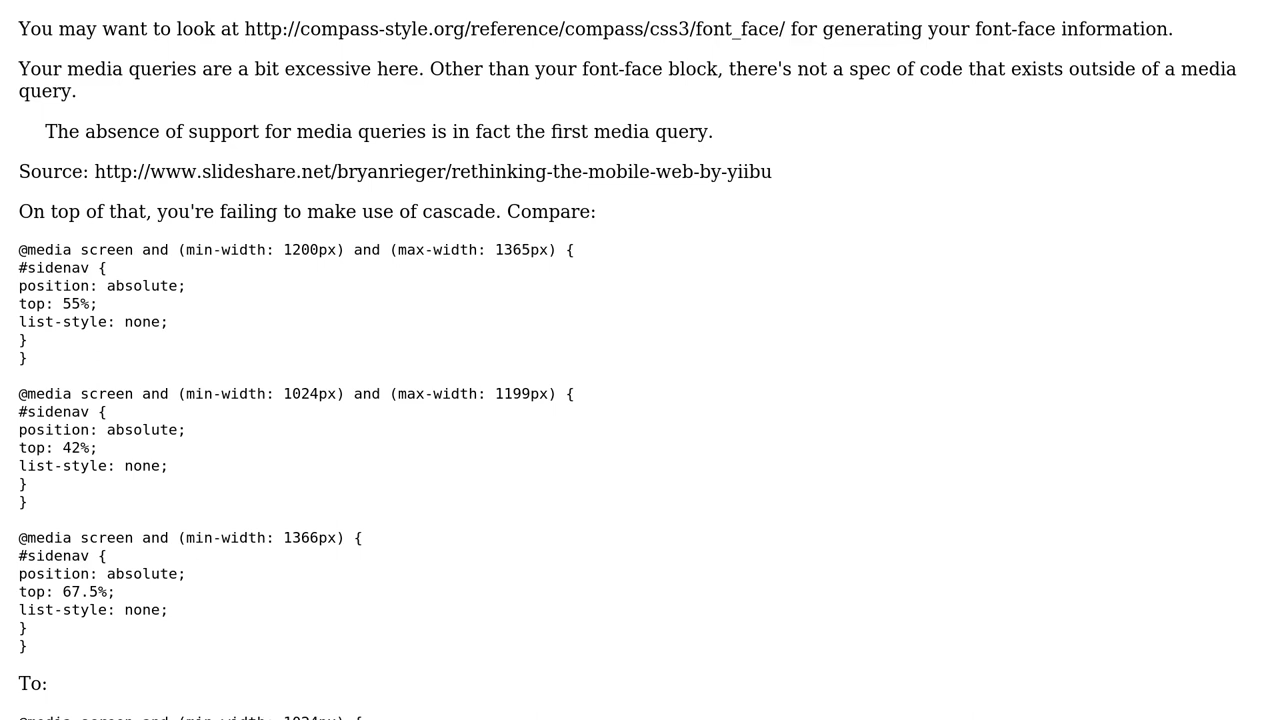 You may want to look at http://compass-style.org/reference/compass/css3/font_face/ for generating your font-face information.
Your media queries are a bit excessive here. Other than your font-face block, there's not a spec of code that exists outside of a media
query.
The absence of support for media queries is in fact the first media query.
Source: http://www.slideshare.net/bryanrieger/rethinking-the-mobile-web-by-yiibu
On top of that, you're failing to make use of cascade. Compare:
@media screen and (min-width: 1200px) and (max-width: 1365px) {
#sidenav {
position: absolute;
top: 55%;
list-style: none;
}
}
@media screen and (min-width: 1024px) and (max-width: 1199px) {
#sidenav {
position: absolute;
top: 42%;
list-style: none;
}
}
@media screen and (min-width: 1366px) {
#sidenav {
position: absolute;
top: 67.5%;
list-style: none;
}
}
To:
@media screen and (min-width: 1024px) {